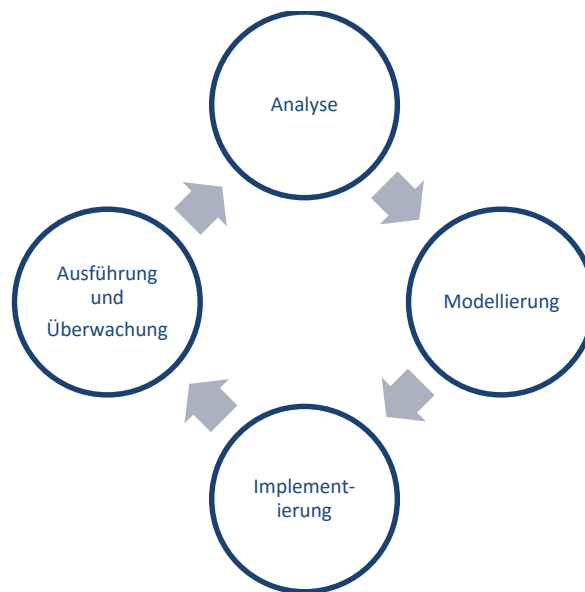 Analyse
Modellierung
Implement-
ierung
Ausführung
und
Überwachung